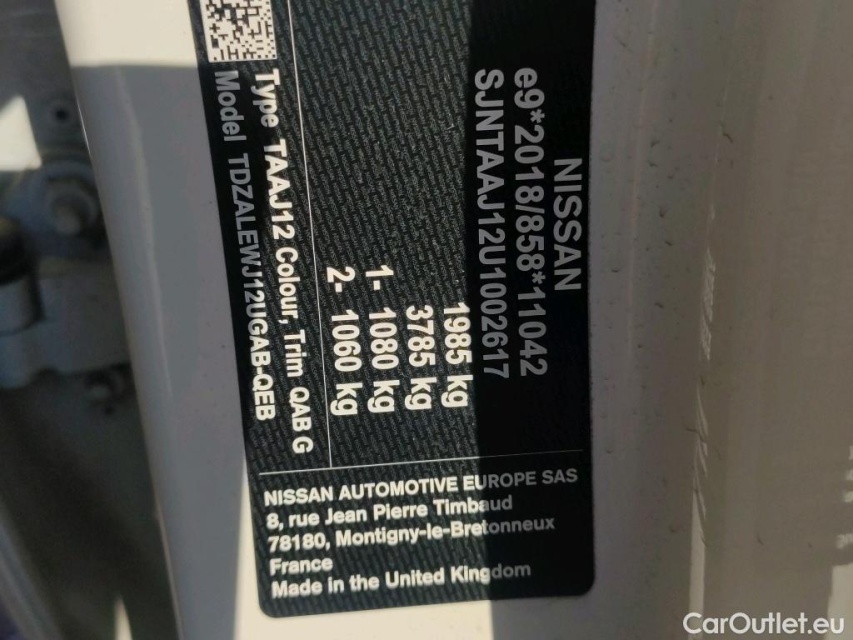 NISSAN
e9*2018/858*11042
SJNTAAJ12U1002617
1985 kg
3785 kg
1- 1080 kg
2- 1060 kg
Type TAAJ12 Colour, Trim QAB G
Model TDZALEWJ12UGAB-QEB
NISSAN AUTOMOTIVE EUROPE SAS
8, rue Jean Pierre Timbaud
78180, Montigny-le-Bretonneux
France
Made in the United Kingdom
CarOutlet.eu